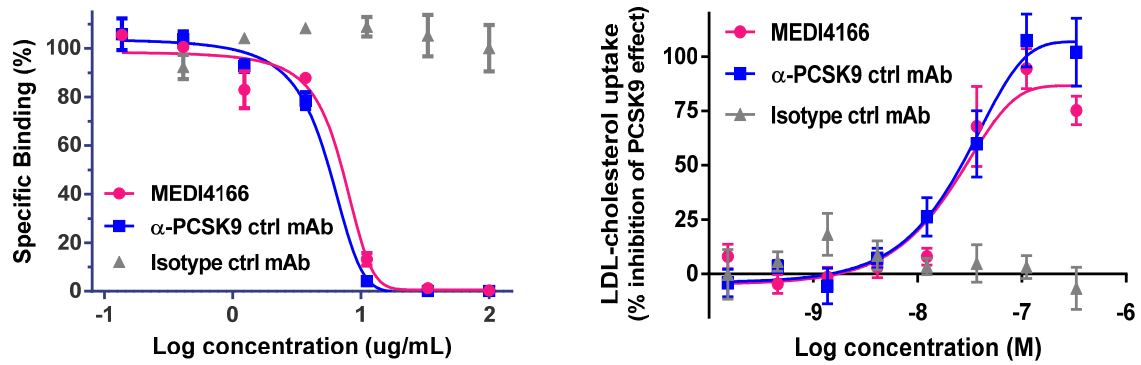 Specific Binding (%)
100
80
60
40
20
0
MEDI4166
α-PCSK9 ctrl mAb
Isotype ctrl mAb
-1
0
1
2
Log concentration (ug/mL)
LDL-cholesterol uptake
(% inhibition of PCSK9 effect)
100
75
50
25
0
MEDI4166
α-PCSK9 ctrl mAb
Isotype ctrl mAb
-9
-8
-7
-6
Log concentration (M)